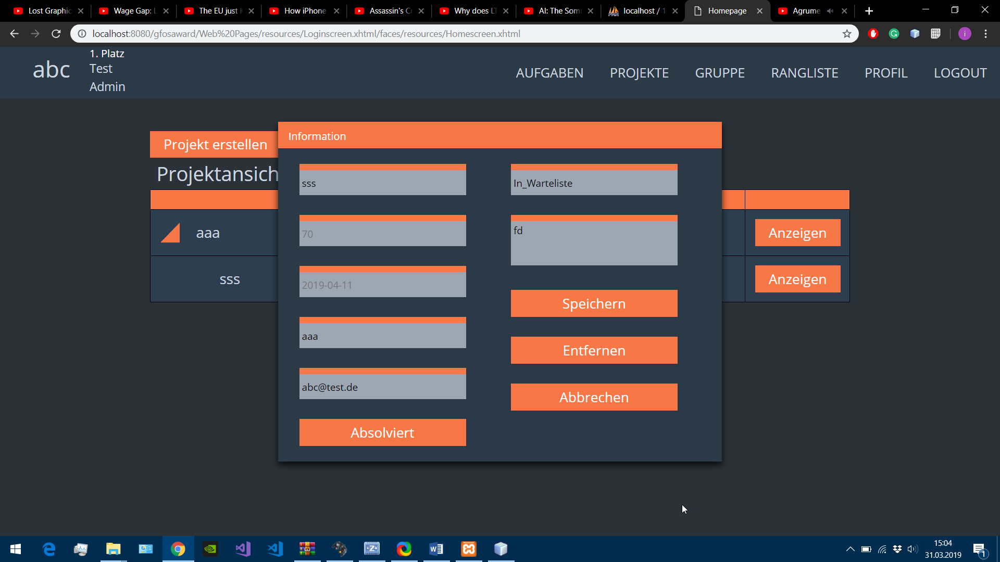 Lost Graphic
Wage Gap: L
The EU just k
How iPhone
Assassin's Cr
Why does LT
AI: The Som
localhost / 1
Homepage
Agrume
localhost:8080/gfosaward/Web%20Pages/resources/Loginscreen.xhtml/faces/resources/Homescreen.xhtml
i
abc
1. Platz
Test
Admin
AUFGABEN PROJEKTE GRUPPE RANGLISTE PROFIL LOGOUT
Projekt erstellen
Projektansich
aaa
Anzeigen
sss
Anzeigen
Information
sss
70
2019-04-11
aaa
abc@test.de
Absolviert
In_Warteliste
fd
Speichern
Entfernen
Abbrechen
15:04
31.03.2019
1